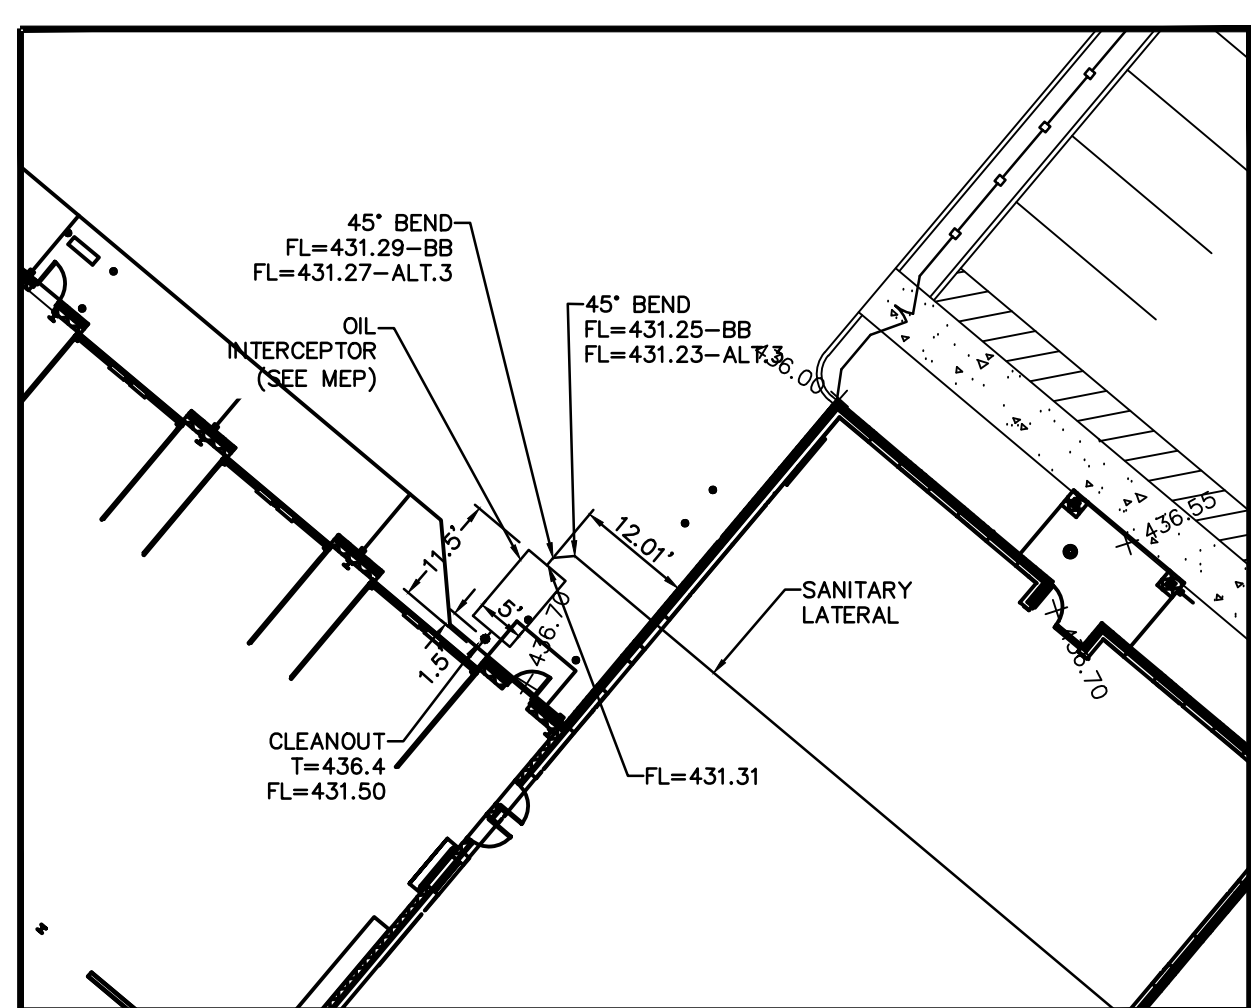 45° BEND
FL=431.29-BB
FL=431.27-ALT.3
45° BEND
FL=431.25-BB
FL=431.23-ALT.3
OIL
INTERCEPTOR
(SEE MEP)
436.00
436.55
11.5'
12.01'
5'
1.5'
436.70
SANITARY
LATERAL
436.70
CLEANOUT
T=436.4
FL=431.50
FL=431.31